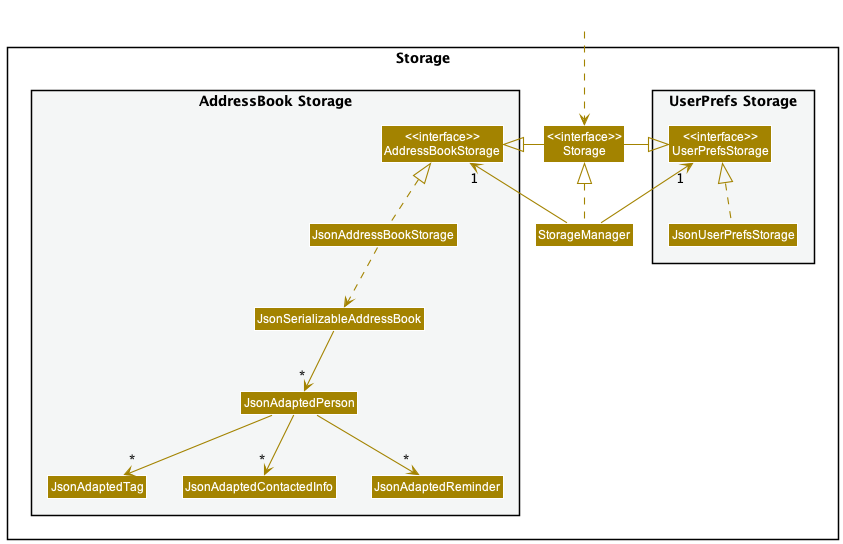 Storage
AddressBook Storage
UserPrefs Storage
<<interface>>
AddressBookStorage
<<interface>>
Storage
<<interface>>
UserPrefsStorage
1
1
JsonAddressBookStorage
StorageManager
JsonUserPrefsStorage
JsonSerializableAddressBook
*
JsonAdaptedPerson
*
*
*
JsonAdaptedTag
JsonAdaptedContactedInfo
JsonAdaptedReminder